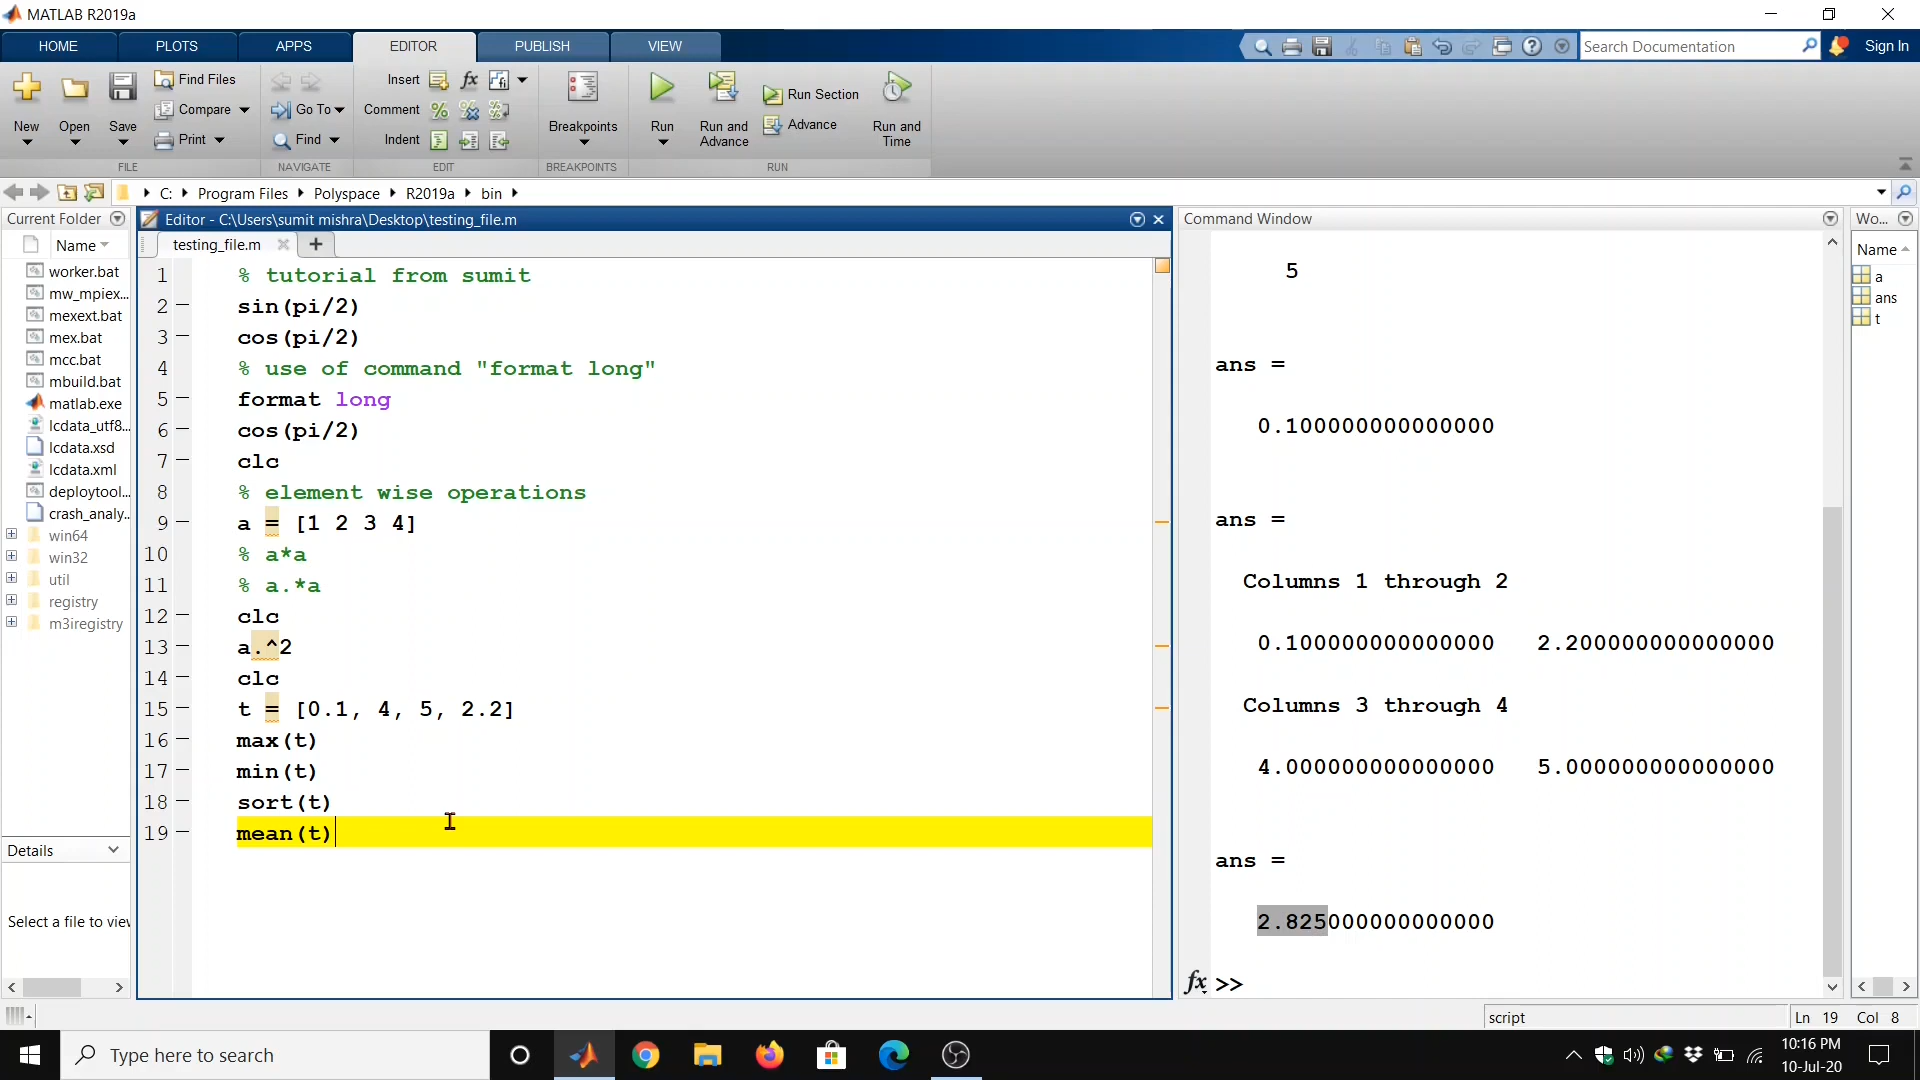 MATLAB R2019a
HOME PLOTS APPS EDITOR PUBLISH VIEW
Search Documentation
Sign In
Find Files
Compare
Print
New Open Save
FILE
Go To
Find
NAVIGATE
Insert fx
Comment
Indent
EDIT
Breakpoints
BREAKPOINTS
Run
Run and Advance
Run Section
Advance
Run and Time
RUN
C: Program Files Polyspace R2019a bin
Current Folder
Name
worker.bat
mw_mpiex...
mexext.bat
mex.bat
mcc.bat
mbuild.bat
matlab.exe
lcdata_utf8...
lcdata.xsd
lcdata.xml
deploytool...
crash_analy...
win64
win32
util
registry
m3iregistry
Details
Select a file to view
Editor - C:\Users\sumit mishra\Desktop\testing_file.m
testing_file.m
1 % tutorial from sumit
2 sin(pi/2)
3 cos(pi/2)
4 % use of command "format long"
5 format long
6 cos(pi/2)
7 clc
8 % element wise operations
9 a = [1 2 3 4]
10 % a*a
11 % a.*a
12 clc
13 a.^2
14 clc
15 t = [0.1, 4, 5, 2.2]
16 max(t)
17 min(t)
18 sort(t)
19 mean(t)
Command Window
5
ans =
0.100000000000000
ans =
Columns 1 through 2
0.100000000000000 2.200000000000000
Columns 3 through 4
4.000000000000000 5.000000000000000
ans =
2.825000000000000
fx >>
Wo...
Name
a
ans
t
script
Ln 19 Col 8
Type here to search
10:16 PM
10-Jul-20